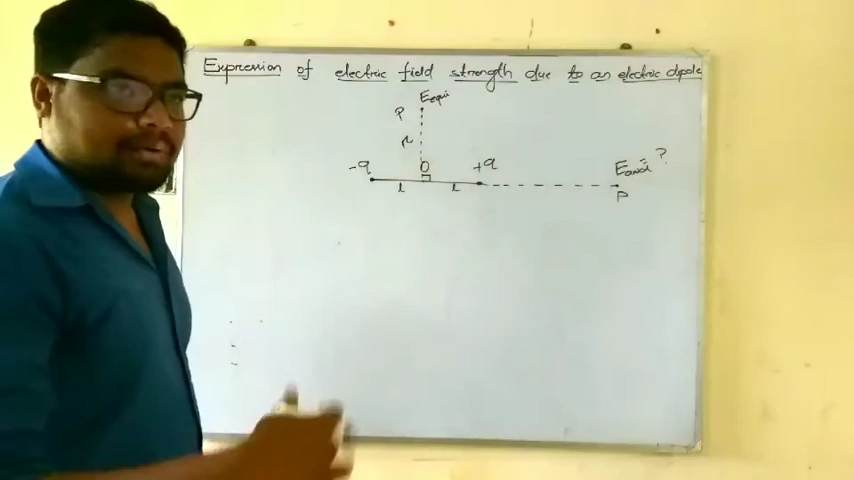 Expression of electric field strength due to an electric dipole
Eequi
P
r
-q O +q
l l
Eaxial = ?
P